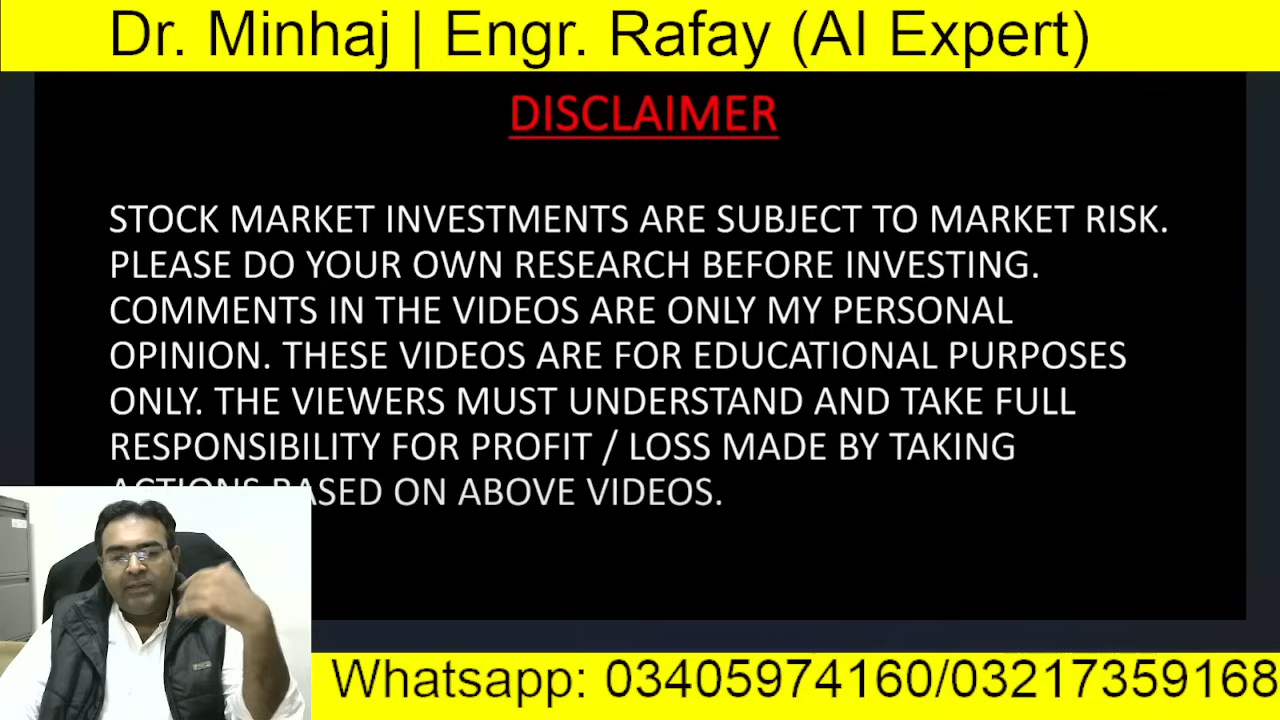 Dr. Minhaj | Engr. Rafay (AI Expert)
DISCLAIMER
STOCK MARKET INVESTMENTS ARE SUBJECT TO MARKET RISK.
PLEASE DO YOUR OWN RESEARCH BEFORE INVESTING.
COMMENTS IN THE VIDEOS ARE ONLY MY PERSONAL
OPINION. THESE VIDEOS ARE FOR EDUCATIONAL PURPOSES
ONLY. THE VIEWERS MUST UNDERSTAND AND TAKE FULL
RESPONSIBILITY FOR PROFIT / LOSS MADE BY TAKING
ACTIONS BASED ON ABOVE VIDEOS.
Whatsapp: 03405974160/03217359168